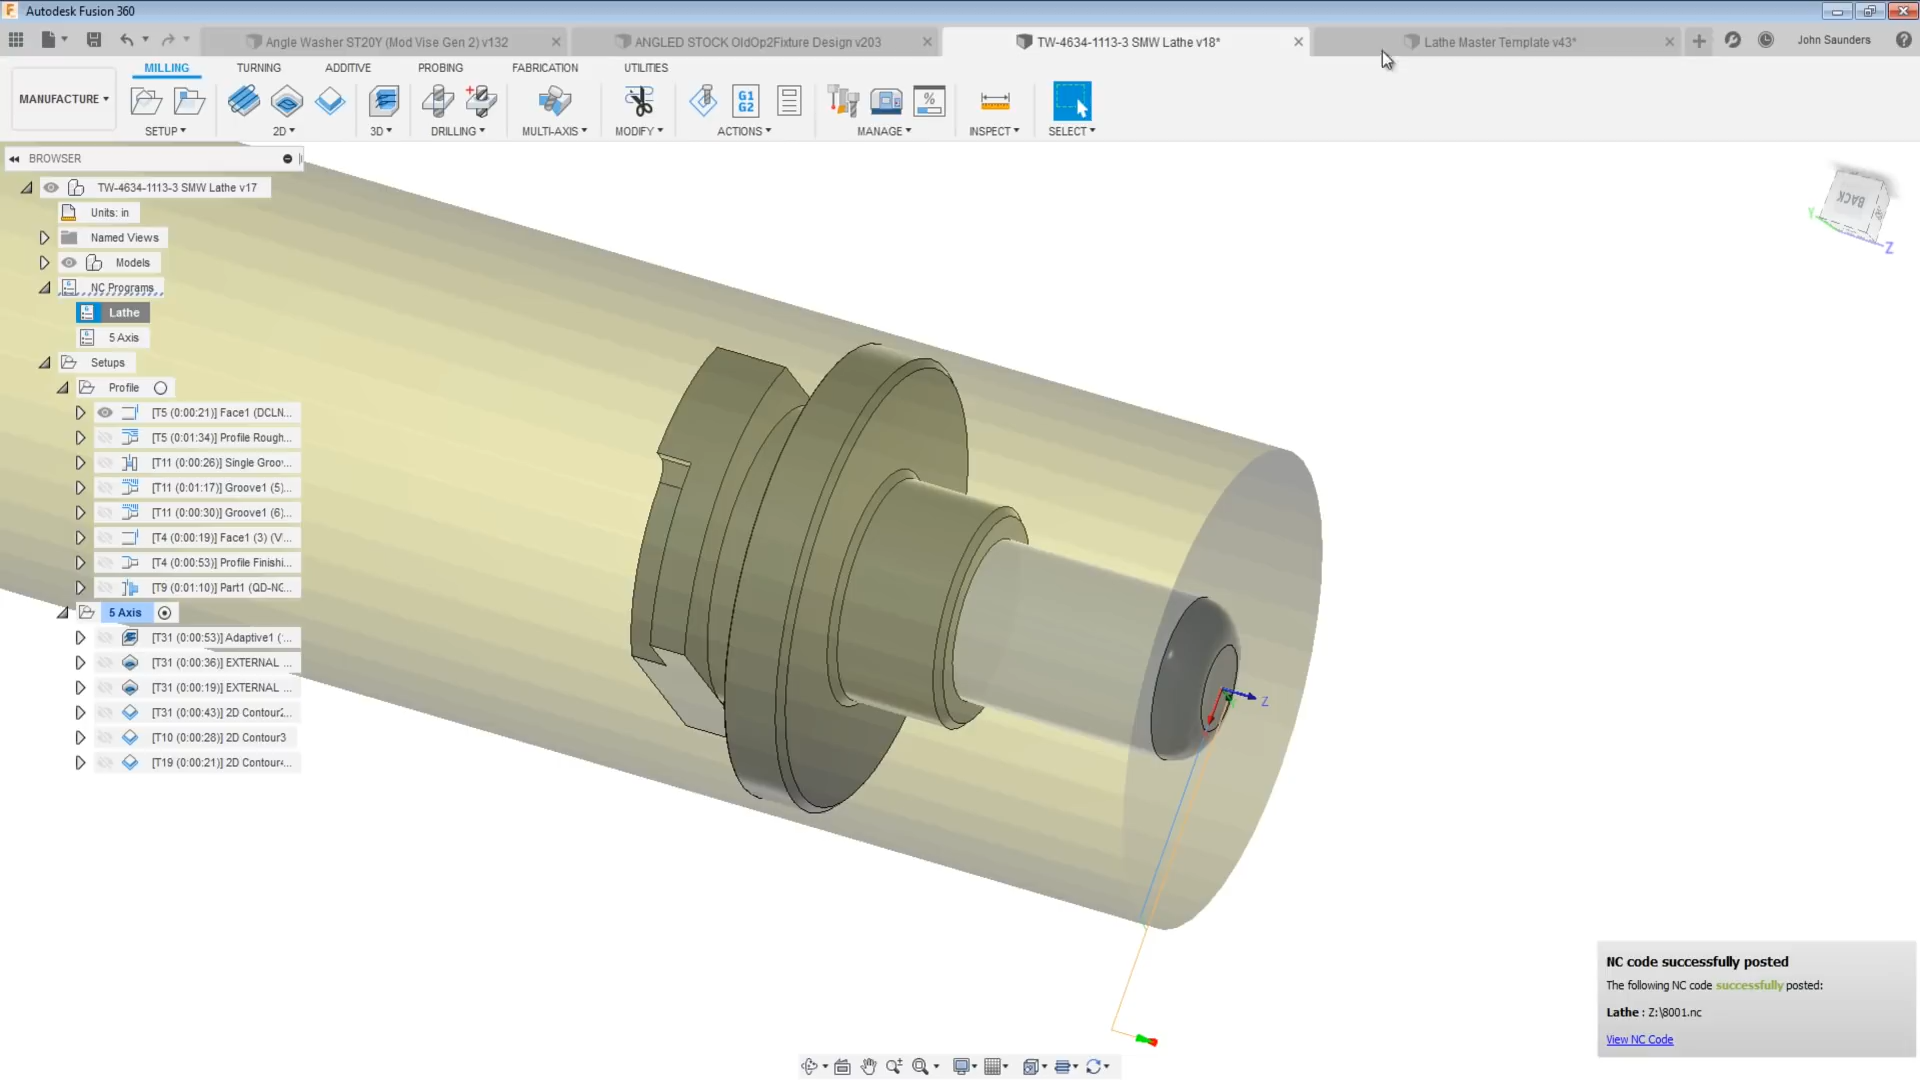 Autodesk Fusion 360
Angle Washer ST20Y (Mod Vise Gen 2) v132
ANGLED STOCK OldOp2Fixture Design v203
TW-4634-1113-3 SMW Lathe v18*
Lathe Master Template v43*
John Saunders
MANUFACTURE
MILLING
TURNING
ADDITIVE
PROBING
FABRICATION
UTILITIES
G1
G2
%
SETUP
2D
3D
DRILLING
MULTI-AXIS
MODIFY
ACTIONS
MANAGE
INSPECT
SELECT
BROWSER
TW-4634-1113-3 SMW Lathe v17
Units: in
Named Views
Models
NC Programs
Lathe
5 Axis
Setups
Profile
[T5 (0:00:21)] Face1 (DCLN...
[T5 (0:01:34)] Profile Rough...
[T11 (0:00:26)] Single Groov...
[T11 (0:01:17)] Groove1 (5)...
[T11 (0:00:30)] Groove1 (6)...
[T4 (0:00:19)] Face1 (3) (V...
[T4 (0:00:53)] Profile Finishi...
[T9 (0:01:10)] Part1 (QD-NG...
5 Axis
[T31 (0:00:53)] Adaptive1 (...
[T31 (0:00:36)] EXTERNAL ...
[T31 (0:00:19)] EXTERNAL ...
[T31 (0:00:43)] 2D Contour...
[T10 (0:00:28)] 2D Contour3
[T19 (0:00:21)] 2D Contour...
BACK
Y
Z
Z
NC code successfully posted
The following NC code successfully posted:
Lathe : Z:\8001.nc
View NC Code